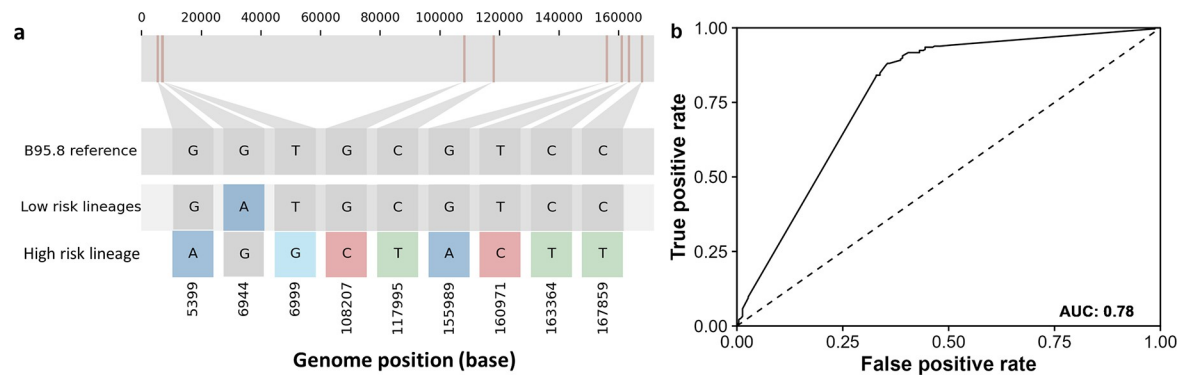 a
0 20000 40000 60000 80000 100000 120000 140000 160000
B95.8 reference G G T G C G T C C
Low risk lineages G A T G C G T C C
High risk lineage A G G C T A C T T
5399 6944 6999 108207 117995 155989 160971 163364 167859
Genome position (base)
b
True positive rate
1.00
0.75
0.50
0.25
0.00
AUC: 0.78
0.00 0.25 0.50 0.75 1.00
False positive rate